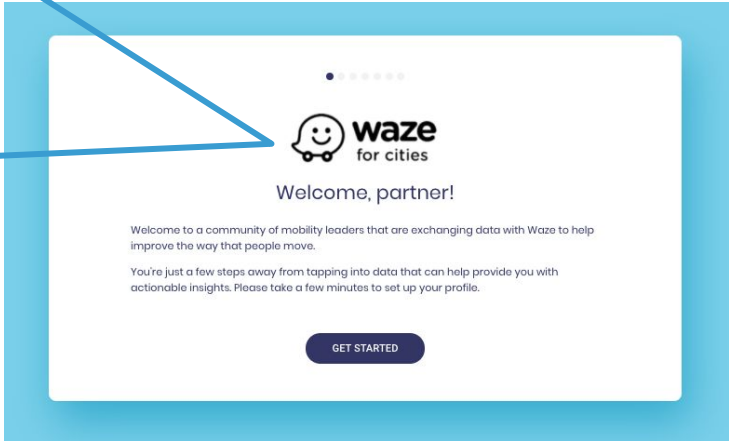 waze
for cities
Welcome, partner!
Welcome to a community of mobility leaders that are exchanging data with Waze to help
improve the way that people move.
You're just a few steps away from tapping into data that can help provide you with
actionable insights. Please take a few minutes to set up your profile.
GET STARTED